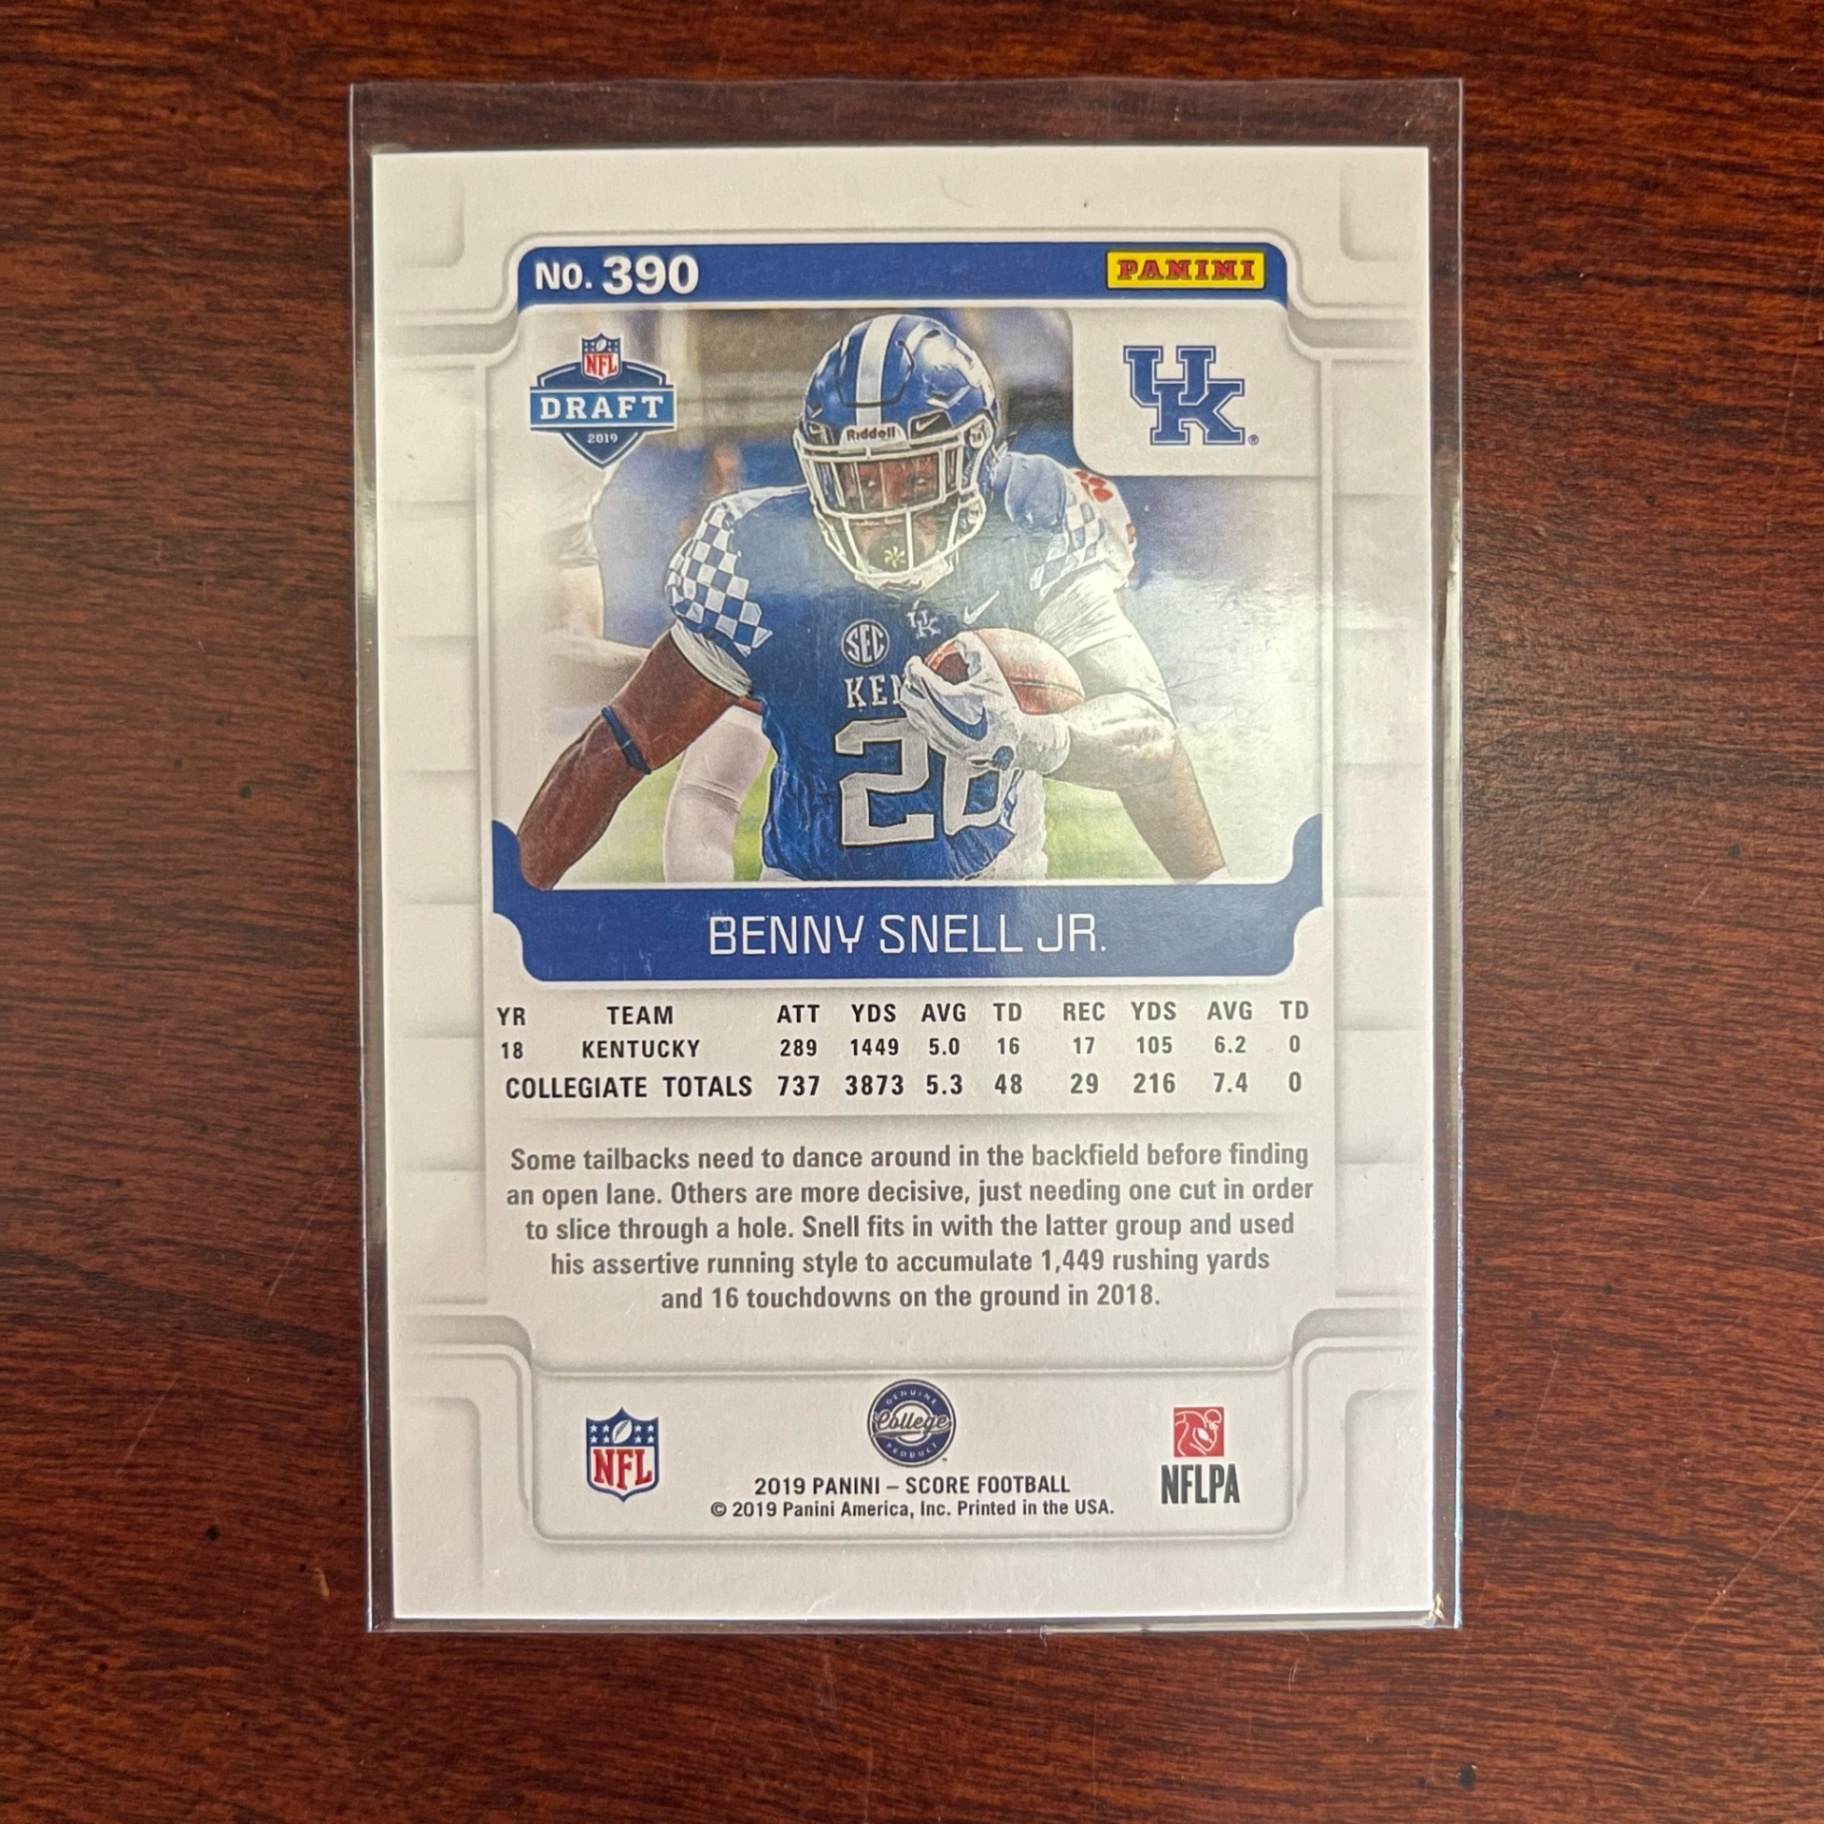 NO. 390
PANINI
NFL
DRAFT
2019
UK
Riddell
SEC
UK
KEN
26
BENNY SNELL JR.
YR TEAM ATT YDS AVG TD REC YDS AVG TD
18 KENTUCKY 289 1449 5.0 16 17 105 6.2 0
COLLEGIATE TOTALS 737 3873 5.3 48 29 216 7.4 0
Some tailbacks need to dance around in the backfield before finding
an open lane. Others are more decisive, just needing one cut in order
to slice through a hole. Snell fits in with the latter group and used
his assertive running style to accumulate 1,449 rushing yards
and 16 touchdowns on the ground in 2018.
NFL
GENUINE
College
PRODUCT
NFLPA
2019 PANINI – SCORE FOOTBALL
© 2019 Panini America, Inc. Printed in the USA.